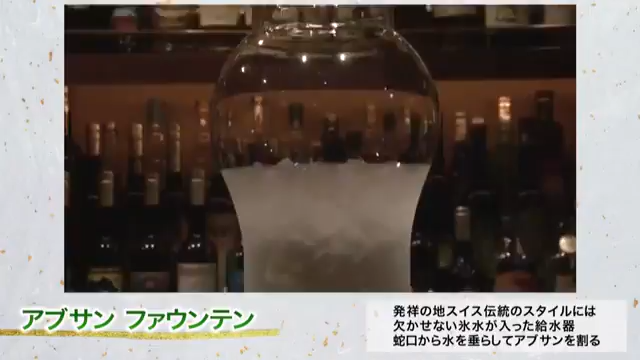 アブサン ファウンテン
発祥の地スイス伝統のスタイルには
欠かせない氷水が入った給水器
蛇口から水を垂らしてアブサンを割る